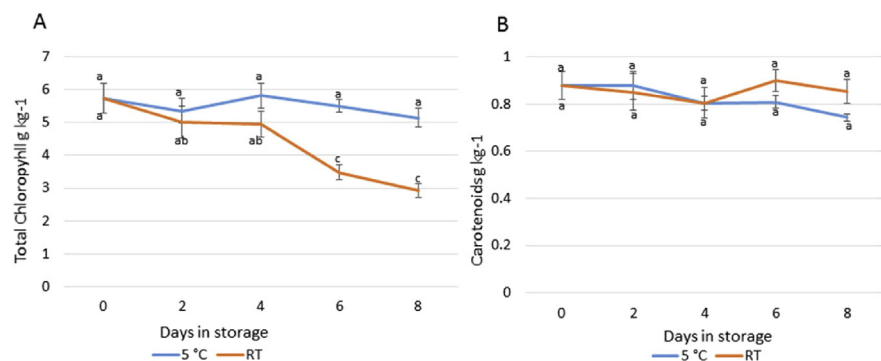 A
Total Chloropyhll g kg-1
7
6
5
4
3
2
1
0
a
a
a
ab
a
ab
a
c
a
c
0 2 4 6 8
Days in storage
5 °C RT
B
Carotenoidsg kg-1
1
0.8
0.6
0.4
0.2
0
a
a
a
a
a
a
a
a
a
a
0 2 4 6 8
Days in storage
5 °C RT